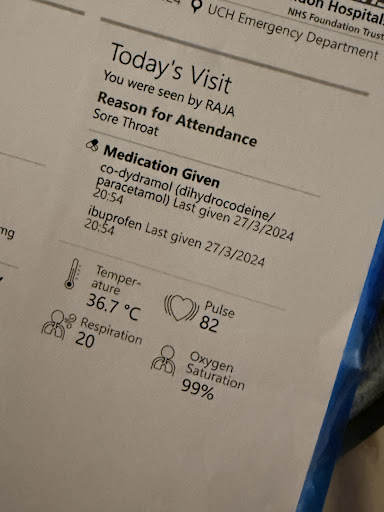 don Hospital
NHS Foundation Trust
24 UCH Emergency Department
Today's Visit
You were seen by RAJA
Reason for Attendance
Sore Throat
Medication Given
co-dydramol (dihydrocodeine/
paracetamol) Last given 27/3/2024
20:54
ibuprofen Last given 27/3/2024
20:54
mg
Temper-
ature
36.7 °C
Pulse
82
Respiration
20
Oxygen
Saturation
99%